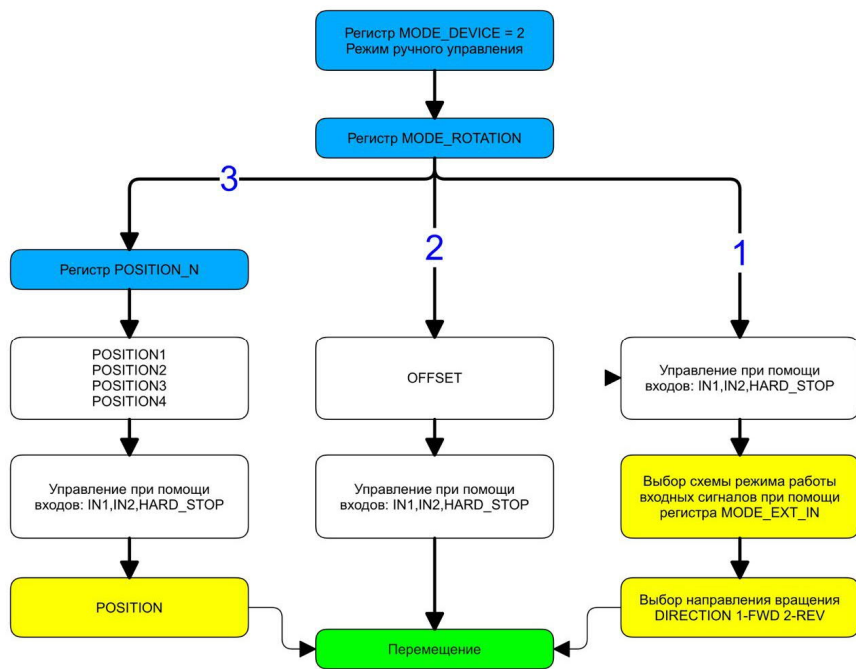 Регистр MODE_DEVICE = 2
Режим ручного управления
Регистр MODE_ROTATION
3
2
1
Регистр POSITION_N
POSITION1
POSITION2
POSITION3
POSITION4
OFFSET
Управление при помощи
входов: IN1,IN2,HARD_STOP
Управление при помощи
входов: IN1,IN2,HARD_STOP
Управление при помощи
входов: IN1,IN2,HARD_STOP
Выбор схемы режима работы
входных сигналов при помощи
регистра MODE_EXT_IN
POSITION
Выбор направления вращения
DIRECTION 1-FWD 2-REV
Перемещение